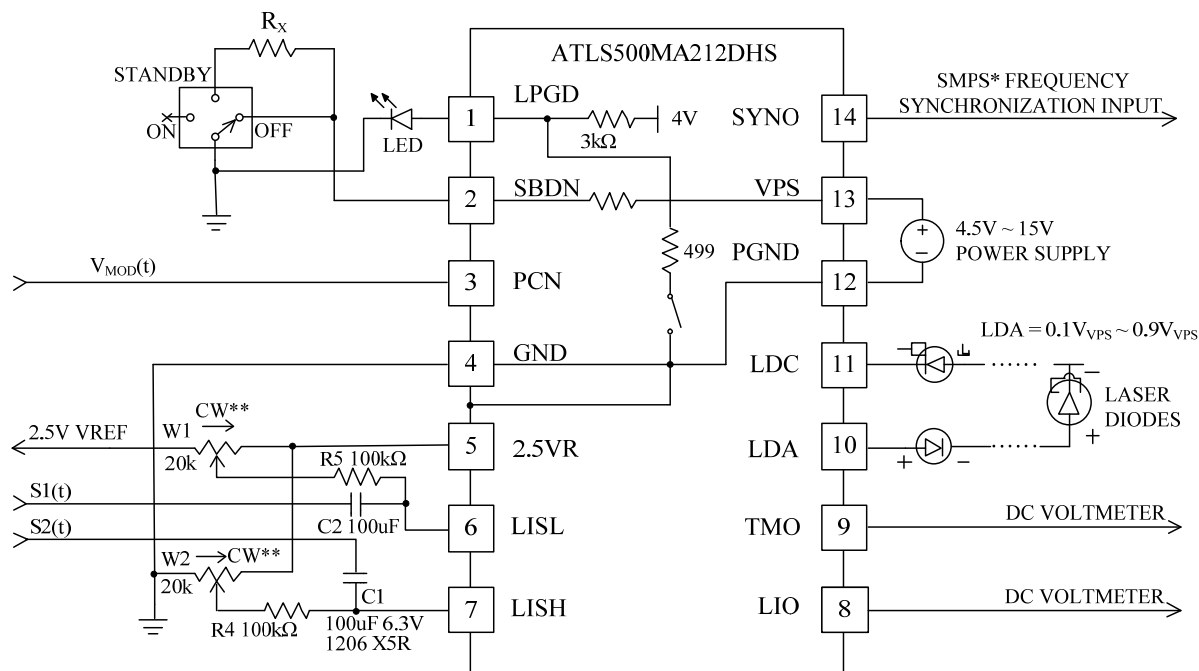 R_X
ATLS500MA212DHS
STANDBY
ON
OFF
LED
1
LPGD
3kΩ
4V
SYNO
14
SMPS* FREQUENCY
SYNCHRONIZATION INPUT
2
SBDN
VPS
13
499
PGND
12
+
−
4.5V ~ 15V
POWER SUPPLY
V_MOD(t)
3
PCN
4
GND
LDC
11
LDA = 0.1V_VPS ~ 0.9V_VPS
−
−
LASER
DIODES
+
2.5V VREF
W1
CW**
20k
5
2.5VR
LDA
10
+
−
R5 100kΩ
S1(t)
C2 100uF
6
LISL
TMO
9
DC VOLTMETER
S2(t)
W2
CW**
20k
C1
7
LISH
LIO
8
DC VOLTMETER
R4 100kΩ
100uF 6.3V
1206 X5R